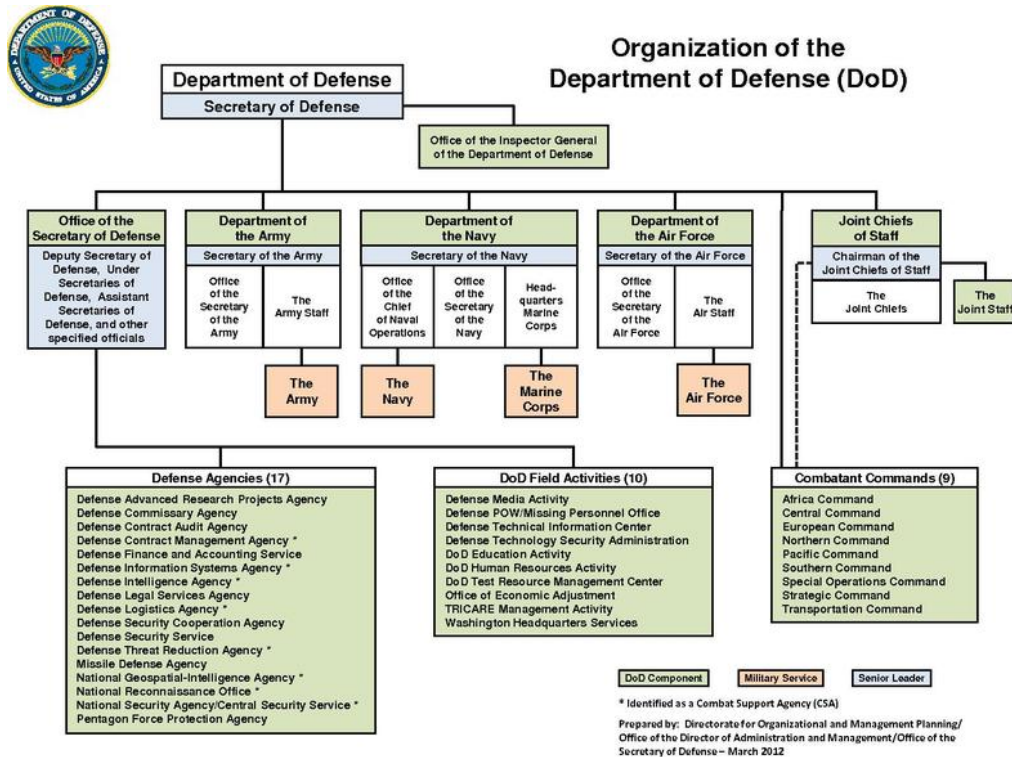 DEPARTMENT OF DEFENSE
UNITED STATES OF AMERICA
Organization of the
Department of Defense (DoD)
Department of Defense
Secretary of Defense
Office of the Inspector General
of the Department of Defense
Office of the
Secretary of Defense
Deputy Secretary of
Defense, Under
Secretaries of
Defense, Assistant
Secretaries of
Defense, and other
specified officials
Department of
the Army
Secretary of the Army
Office
of the
Secretary
of the
Army
The
Army Staff
The
Army
Department of
the Navy
Secretary of the Navy
Office
of the
Chief
of Naval
Operations
Office
of the
Secretary
of the
Navy
Head-
quarters
Marine
Corps
The
Navy
The
Marine
Corps
Department of
the Air Force
Secretary of the Air Force
Office
of the
Secretary
of the
Air Force
The
Air Staff
The
Air Force
Joint Chiefs
of Staff
Chairman of the
Joint Chiefs of Staff
The
Joint Chiefs
The
Joint Staff
Defense Agencies (17)
Defense Advanced Research Projects Agency
Defense Commissary Agency
Defense Contract Audit Agency
Defense Contract Management Agency *
Defense Finance and Accounting Service
Defense Information Systems Agency *
Defense Intelligence Agency *
Defense Legal Services Agency
Defense Logistics Agency *
Defense Security Cooperation Agency
Defense Security Service
Defense Threat Reduction Agency *
Missile Defense Agency
National Geospatial-Intelligence Agency *
National Reconnaissance Office *
National Security Agency/Central Security Service *
Pentagon Force Protection Agency
DoD Field Activities (10)
Defense Media Activity
Defense POW/Missing Personnel Office
Defense Technical Information Center
Defense Technology Security Administration
DoD Education Activity
DoD Human Resources Activity
DoD Test Resource Management Center
Office of Economic Adjustment
TRICARE Management Activity
Washington Headquarters Services
Combatant Commands (9)
Africa Command
Central Command
European Command
Northern Command
Pacific Command
Southern Command
Special Operations Command
Strategic Command
Transportation Command
DoD Component
Military Service
Senior Leader
* Identified as a Combat Support Agency (CSA)
Prepared by: Directorate for Organizational and Management Planning/
Office of the Director of Administration and Management/Office of the
Secretary of Defense – March 2012